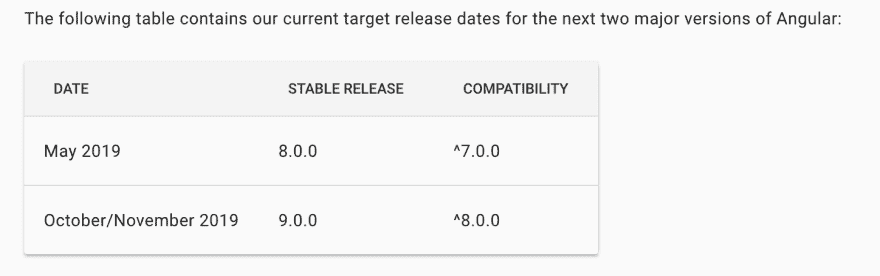 The following table contains our current target release dates for the next two major versions of Angular:
DATE STABLE RELEASE COMPATIBILITY
May 2019 8.0.0 ^7.0.0
October/November 2019 9.0.0 ^8.0.0